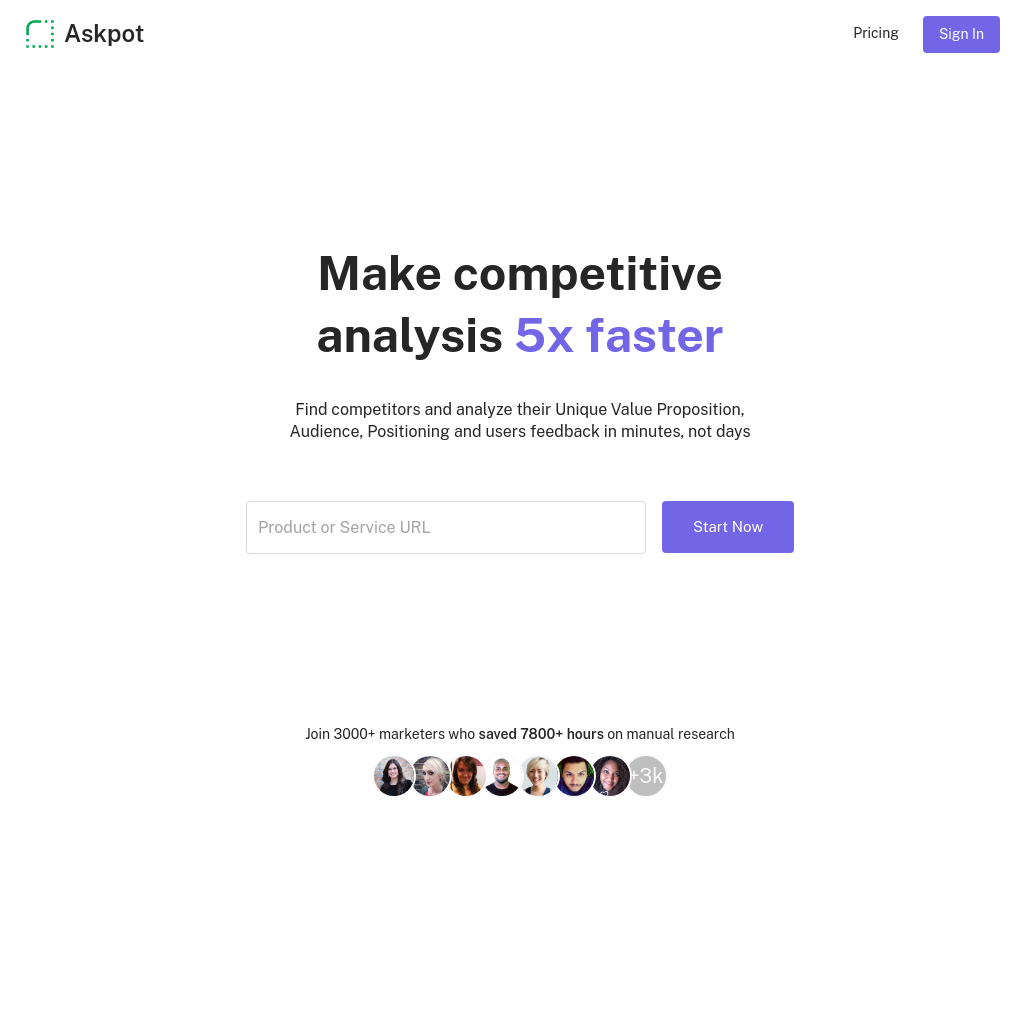 Askpot
Pricing
Sign In
Make competitive
analysis 5x faster
Find competitors and analyze their Unique Value Proposition,
Audience, Positioning and users feedback in minutes, not days
Product or Service URL
Start Now
Join 3000+ marketers who saved 7800+ hours on manual research
+3k